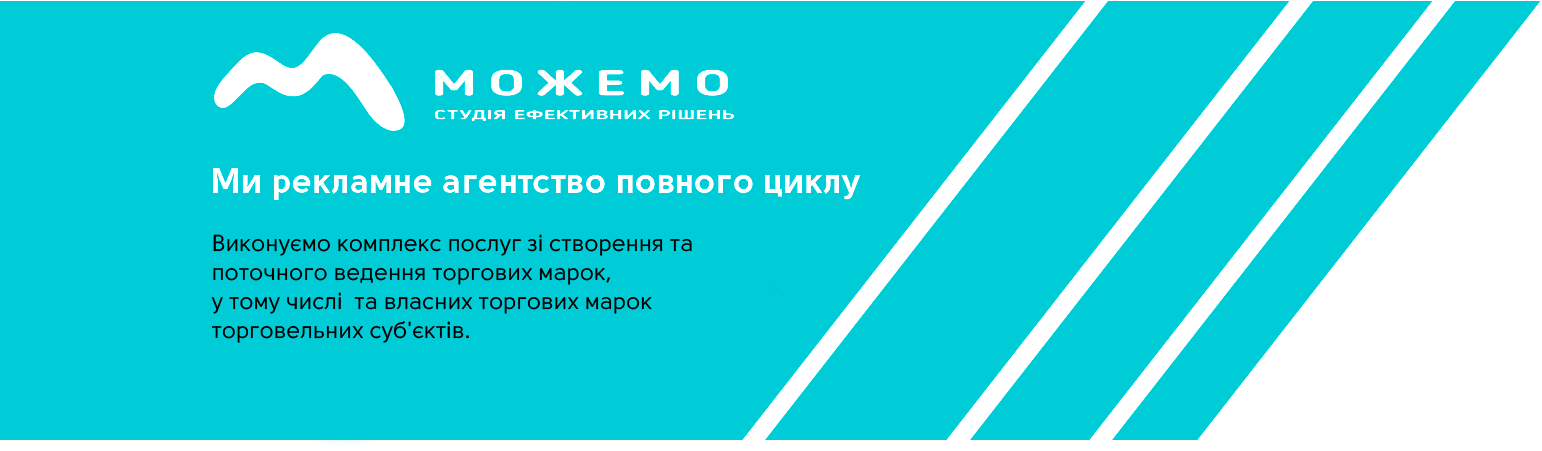 МОЖЕМО
СТУДІЯ ЕФЕКТИВНИХ РІШЕНЬ
Ми рекламне агентство повного циклу
Виконуємо комплекс послуг зі створення та
поточного ведення торгових марок,
у тому числі  та власних торгових марок
торговельних суб'єктів.